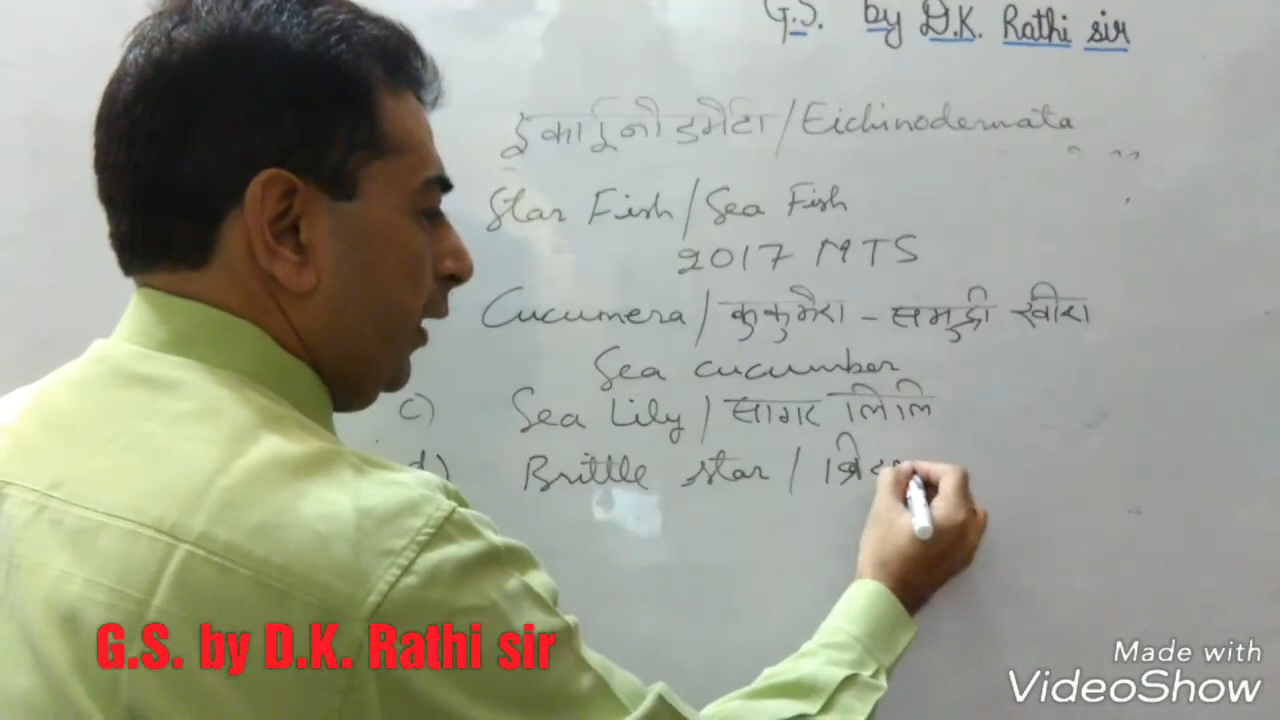 G.S. by D.K. Rathi sir
इकाईनौडर्मेटा / Eichinodermata
Star Fish / Sea Fish
2017 MTS
Cucumera / कुकुमैरा - समुद्री खीरा
Sea cucumber
c) Sea Lily / सागर लिलि
d) Brittle star /
G.S. by D.K. Rathi sir
Made with
VideoShow